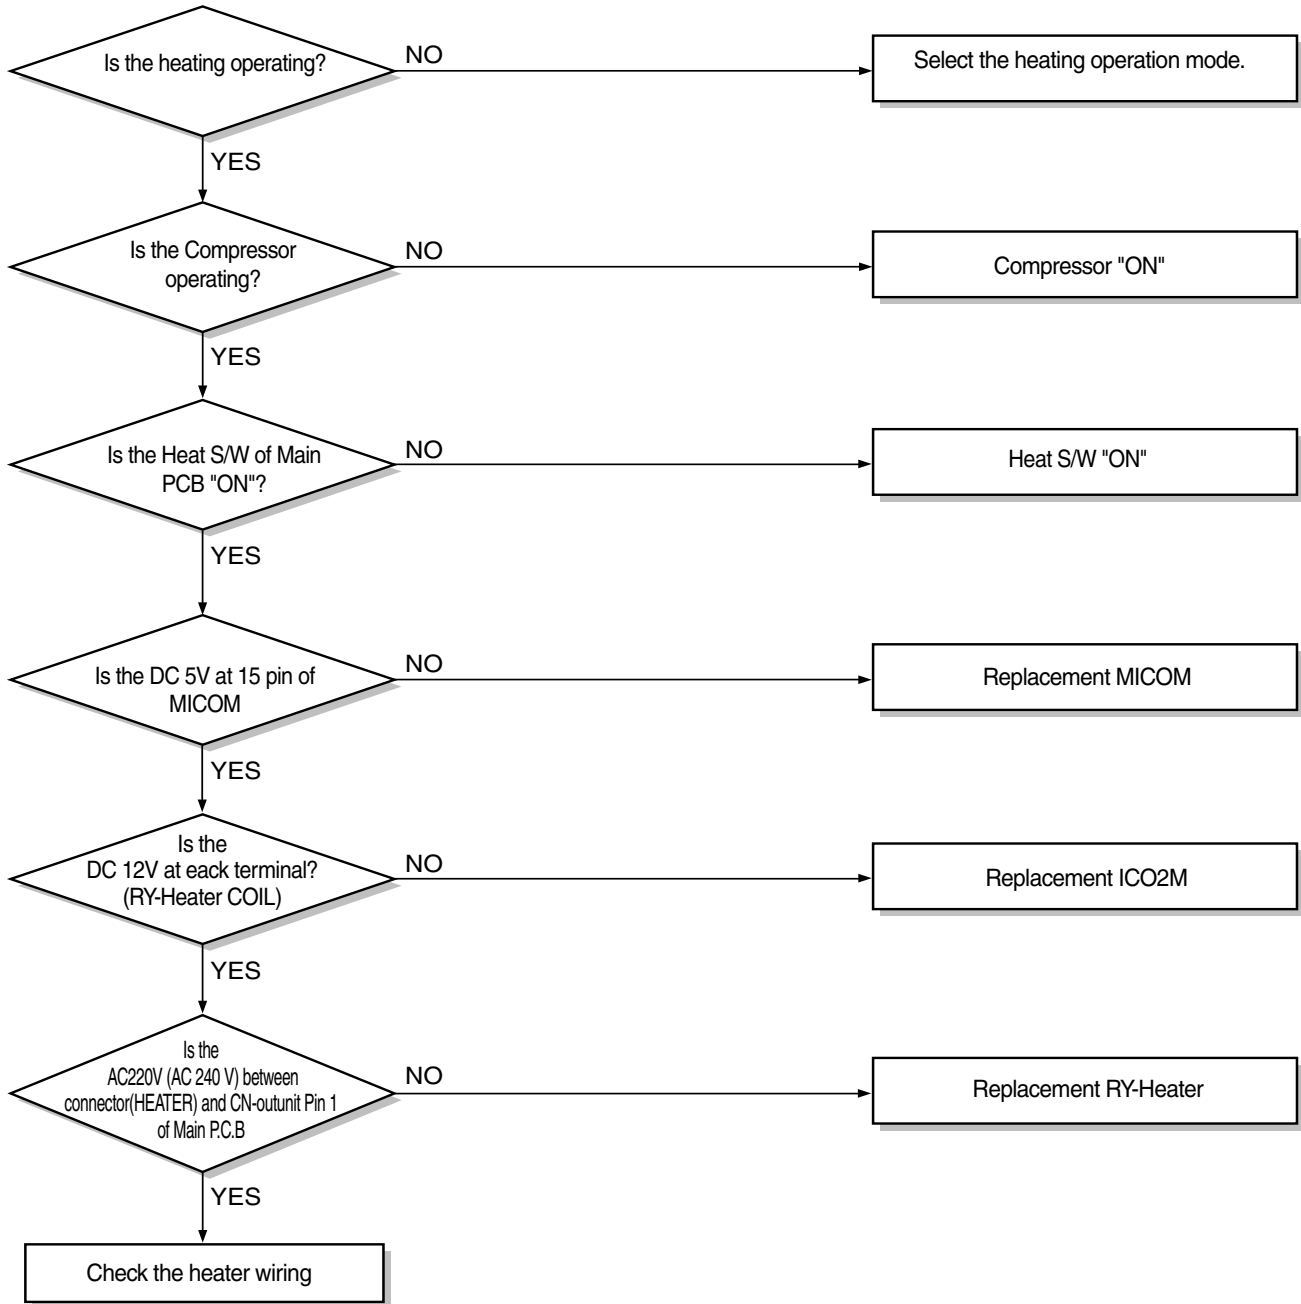 Is the heating operating?
NO
Select the heating operation mode.
YES
Is the Compressor
operating?
NO
Compressor "ON"
YES
Is the Heat S/W of Main
PCB "ON"?
NO
Heat S/W "ON"
YES
Is the DC 5V at 15 pin of
MICOM
NO
Replacement MICOM
YES
Is the
DC 12V at eack terminal?
(RY-Heater COIL)
NO
Replacement ICO2M
YES
Is the
AC220V (AC 240 V) between
connector(HEATER) and CN-outunit Pin 1
of Main P.C.B
NO
Replacement RY-Heater
YES
Check the heater wiring